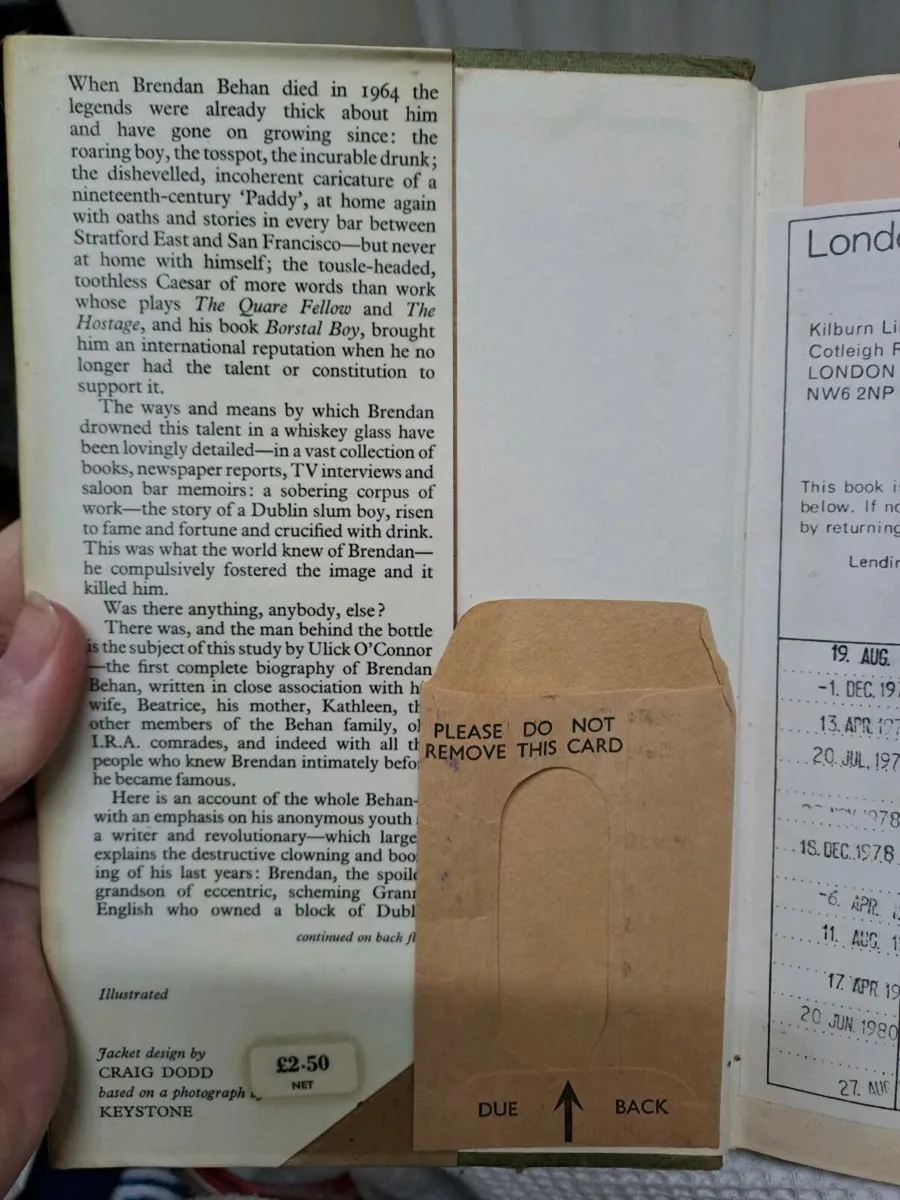 When Brendan Behan died in 1964 the
legends were already thick about him
and have gone on growing since: the
roaring boy, the tosspot, the incurable drunk;
the dishevelled, incoherent caricature of a
nineteenth-century ‘Paddy’, at home again
with oaths and stories in every bar between
Stratford East and San Francisco—but never
at home with himself; the tousle-headed,
toothless Caesar of more words than work
whose plays The Quare Fellow and The
Hostage, and his book Borstal Boy, brought
him an international reputation when he no
longer had the talent or constitution to
support it.
The ways and means by which Brendan
drowned this talent in a whiskey glass have
been lovingly detailed—in a vast collection of
books, newspaper reports, TV interviews and
saloon bar memoirs: a sobering corpus of
work—the story of a Dublin slum boy, risen
to fame and fortune and crucified with drink.
This was what the world knew of Brendan—
he compulsively fostered the image and it
killed him.
Was there anything, anybody, else?
There was, and the man behind the bottle
is the subject of this study by Ulick O’Connor
—the first complete biography of Brendan
Behan, written in close association with
wife, Beatrice, his mother, Kathleen,
other members of the Behan family,
I.R.A. comrades, and indeed with all
people who knew Brendan intimately
he became famous.
Here is an account of the whole Behan-
with an emphasis on his anonymous youth
a writer and revolutionary—which
explains the destructive clowning and
ing of his last years: Brendan, the
grandson of eccentric, scheming
English who owned a block of
continued on back
Illustrated
Jacket design by
CRAIG DODD
based on a photograph
KEYSTONE
£2·50
NET
PLEASE DO NOT
REMOVE THIS CARD
DUE BACK
Kilburn
Cotleigh
LONDON
NW6 2NP
This book
below. If
by returning
19. AUG.
-1. DEC. 197
13. APR. 197
20. JUL. 197
1978
18. DEC. 1978
-6. APR.
11. AUG. 1
17. APR. 19
20 JUN. 1980
27.